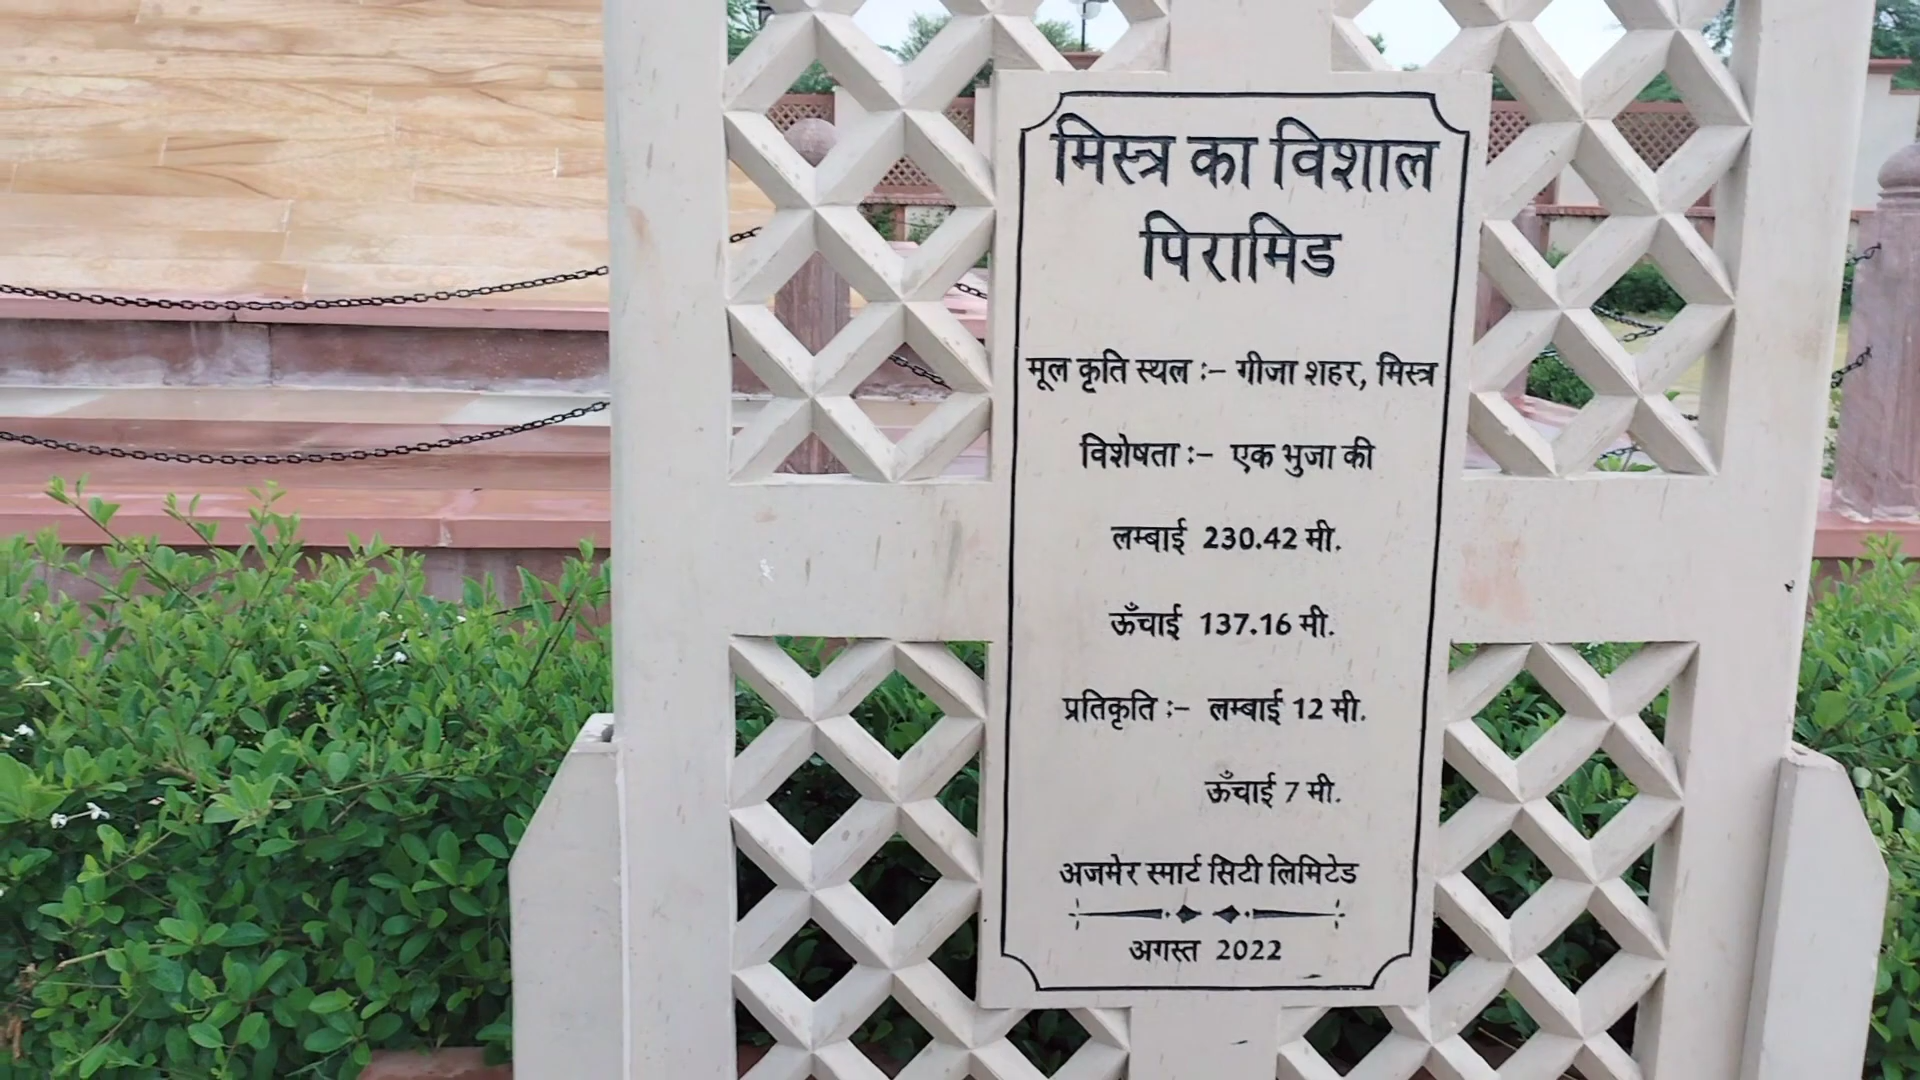 मिस्त्र का विशाल
पिरामिड
मूल कृति स्थल :– गीजा शहर, मिस्त्र
विशेषता :– एक भुजा की
लम्बाई 230.42 मी.
ऊँचाई 137.16 मी.
प्रतिकृति :– लम्बाई 12 मी.
ऊँचाई 7 मी.
अजमेर स्मार्ट सिटी लिमिटेड
अगस्त 2022